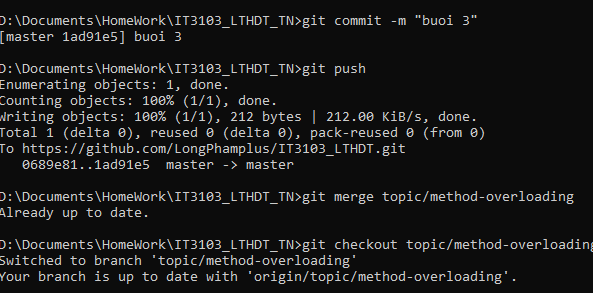 D:\Documents\HomeWork\IT3103_LTHDT_TN>git commit -m "buoi 3"
[master 1ad91e5] buoi 3
D:\Documents\HomeWork\IT3103_LTHDT_TN>git push
Enumerating objects: 1, done.
Counting objects: 100% (1/1), done.
Writing objects: 100% (1/1), 212 bytes | 212.00 KiB/s, done.
Total 1 (delta 0), reused 0 (delta 0), pack-reused 0 (from 0)
To https://github.com/LongPhamplus/IT3103_LTHDT.git
0689e81..1ad91e5  master -> master
D:\Documents\HomeWork\IT3103_LTHDT_TN>git merge topic/method-overloading
Already up to date.
D:\Documents\HomeWork\IT3103_LTHDT_TN>git checkout topic/method-overloading
Switched to branch 'topic/method-overloading'
Your branch is up to date with 'origin/topic/method-overloading'.